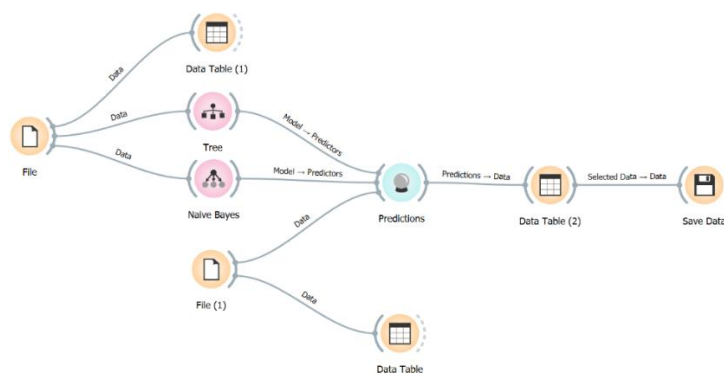 Data
Data Table (1)
Data
Model → Predictors
File
Tree
Data
Model → Predictors
Predictions → Data
Selected Data → Data
Naive Bayes
Predictions
Data Table (2)
Save Data
Data
File (1)
Data
Data Table